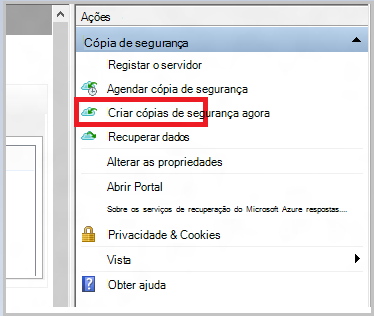 Ações
Cópia de segurança
Registar o servidor
Agendar cópia de segurança
Criar cópias de segurança agora
Recuperar dados
Alterar as propriedades
Abrir Portal
Sobre os serviços de recuperação do Microsoft Azure respostas....
Privacidade & Cookies
Vista
Obter ajuda